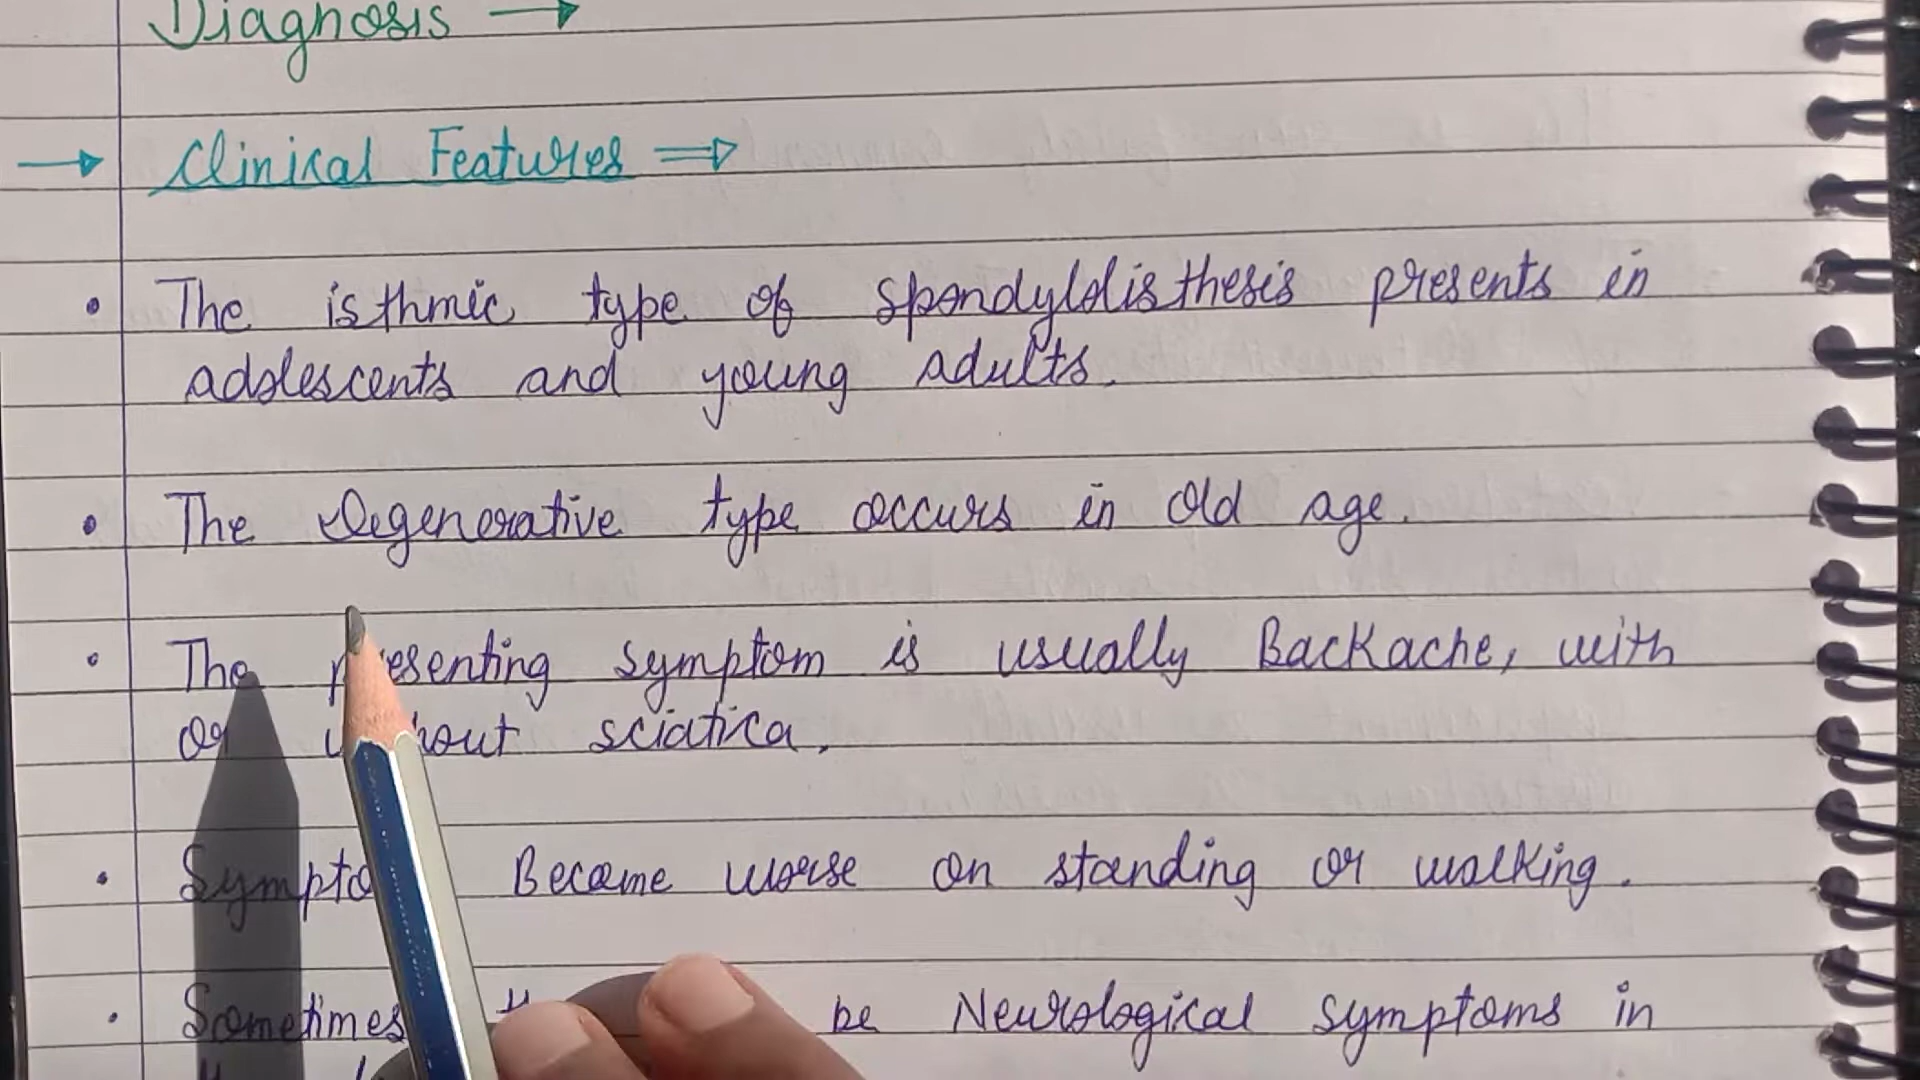 Diagnosis →
→ Clinical Features ⇒
• The isthmic type of spondylolisthesis presents in
adolescents and young adults.
• The Degenerative type occurs in old age.
• The presenting symptom is usually Backache, with
or without sciatica.
• Become worse on standing or walking.
• Sometimes be Neurological symptoms in